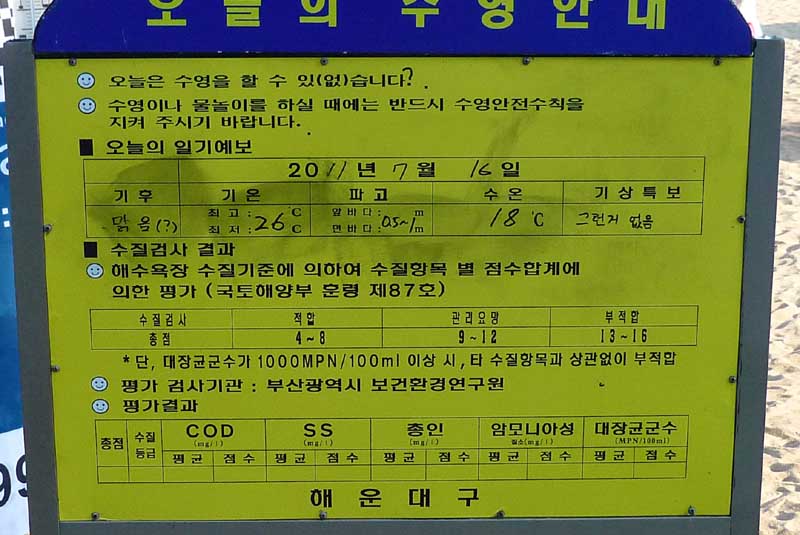 오늘의 수영안내
오늘은 수영을 할 수 있(없)습니다?
수영이나 물놀이를 하실 때에는 반드시 수영안전수칙을
지켜 주시기 바랍니다.
■ 오늘의 일기예보
2011년 7월 16일
기후 기온 파고 수온 기상특보
맑음(?) 최고: 26℃ 앞바다: 0.5~1m 18℃ 그런거 없음
최저: ℃ 먼바다: m
■ 수질검사 결과
해수욕장 수질기준에 의하여 수질항목 별 점수합계에
의한 평가 (국토해양부 훈령 제87호)
수질검사 적합 관리요망 부적합
총점 4~8 9~12 13~16
* 단, 대장균군수가 1000MPN/100ml 이상 시, 타 수질항목과 상관없이 부적합
평가 검사기관 : 부산광역시 보건환경연구원
평가결과
총점 수질등급 COD (mg/l) SS (mg/l) 총인 (mg/l) 암모니아성 질소(mg/l) 대장균군수 (MPN/100ml)
평균 점수 평균 점수 평균 점수 평균 점수 평균 점수
해운대구